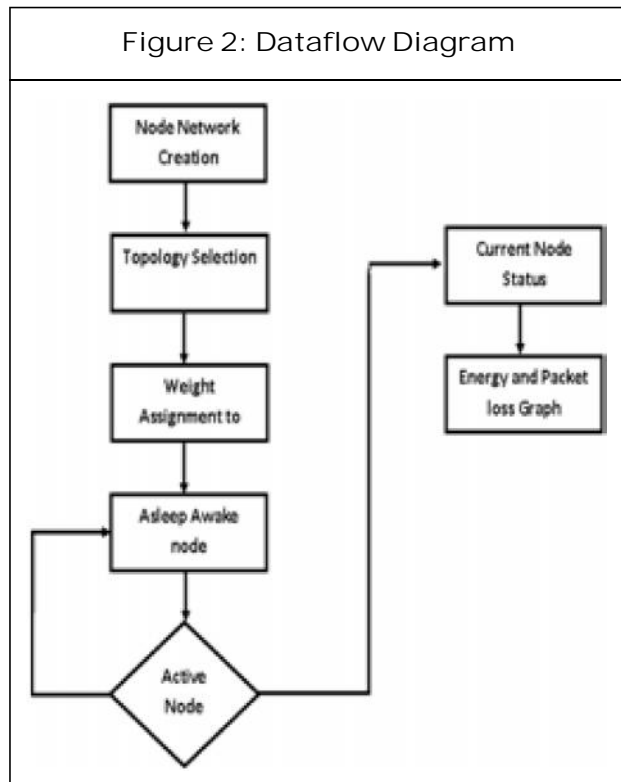 Figure 2: Dataflow Diagram
Node Network
Creation
Topology Selection
Weight
Assignment to
Asleep Awake
node
Active
Node
Current Node
Status
Energy and Packet
loss Graph